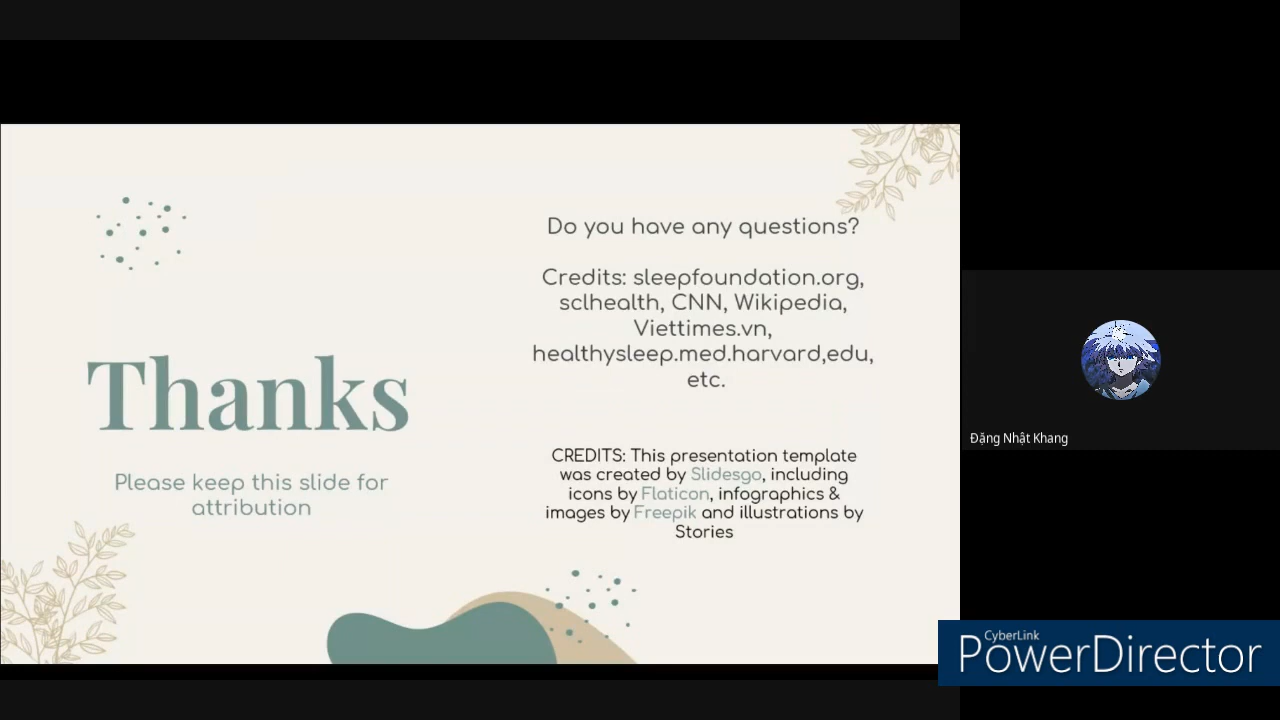 Thanks
Please keep this slide for
attribution
Do you have any questions?
Credits: sleepfoundation.org,
sclhealth, CNN, Wikipedia,
Viettimes.vn,
healthysleep.med.harvard,edu,
etc.
CREDITS: This presentation template
was created by Slidesgo, including
icons by Flaticon, infographics &
images by Freepik and illustrations by
Stories
Đặng Nhật Khang
CyberLink
PowerDirector